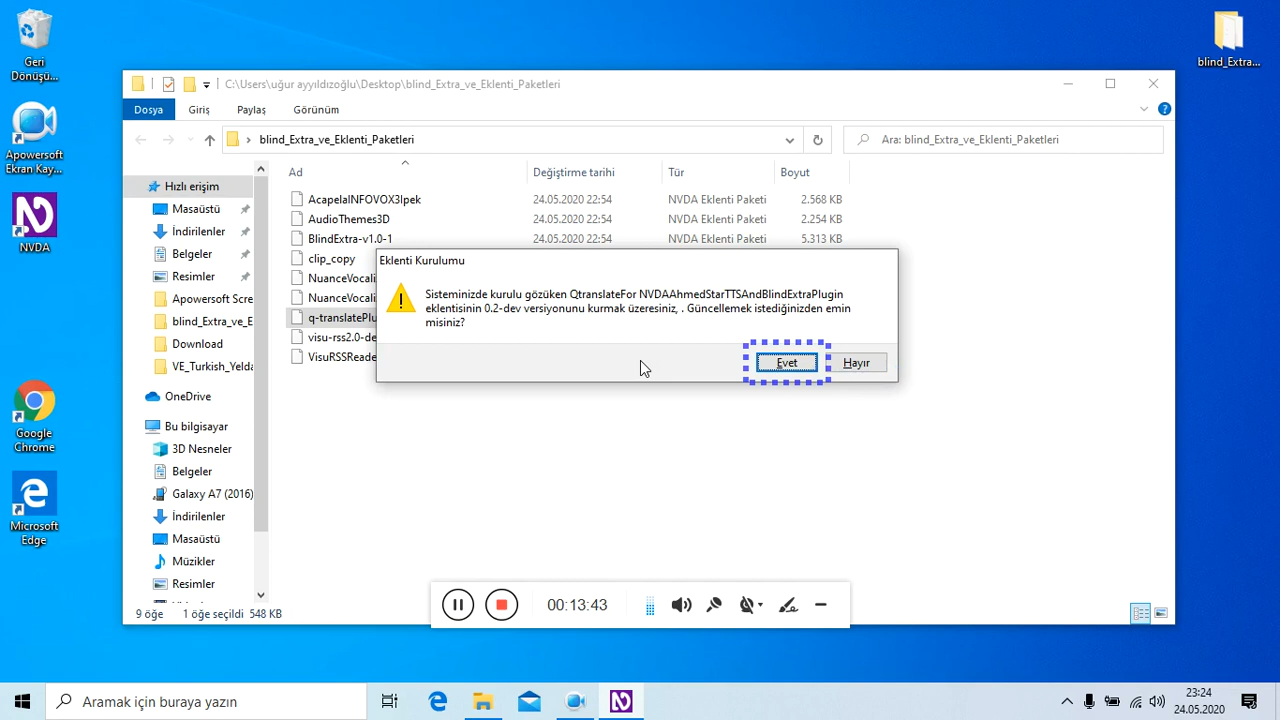 Geri
Dönüşü...
Apowersoft
Ekran Kay...
NVDA
Google
Chrome
Microsoft
Edge
blind_Extra...
C:\Users\uğur ayyıldızoğlu\Desktop\blind_Extra_ve_Eklenti_Paketleri
Dosya Giriş Paylaş Görünüm
blind_Extra_ve_Eklenti_Paketleri
Ara: blind_Extra_ve_Eklenti_Paketleri
Ad Değiştirme tarihi Tür Boyut
Hızlı erişim
Masaüstü
İndirilenler
Belgeler
Resimler
Apowersoft Scre
blind_Extra_ve_E
Download
VE_Turkish_Yelda
OneDrive
Bu bilgisayar
3D Nesneler
Belgeler
Galaxy A7 (2016)
İndirilenler
Masaüstü
Müzikler
Resimler
AcapelaINFOVOX3Ipek 24.05.2020 22:54 NVDA Eklenti Paketi 2.568 KB
AudioThemes3D 24.05.2020 22:54 NVDA Eklenti Paketi 2.254 KB
BlindExtra-v1.0-1 24.05.2020 22:54 NVDA Eklenti Paketi 5.313 KB
clip_copy
NuanceVocali
NuanceVocali
q-translatePlu
visu-rss2.0-de
VisuRSSReade
Eklenti Kurulumu
Sisteminizde kurulu gözüken QtranslateFor NVDAAhmedStarTTSAndBlindExtraPlugin
eklentisinin 0.2-dev versiyonunu kurmak üzeresiniz, . Güncellemek istediğinizden emin
misiniz?
Evet Hayır
9 öğe 1 öğe seçildi 548 KB
00:13:43
Aramak için buraya yazın
23:24
24.05.2020